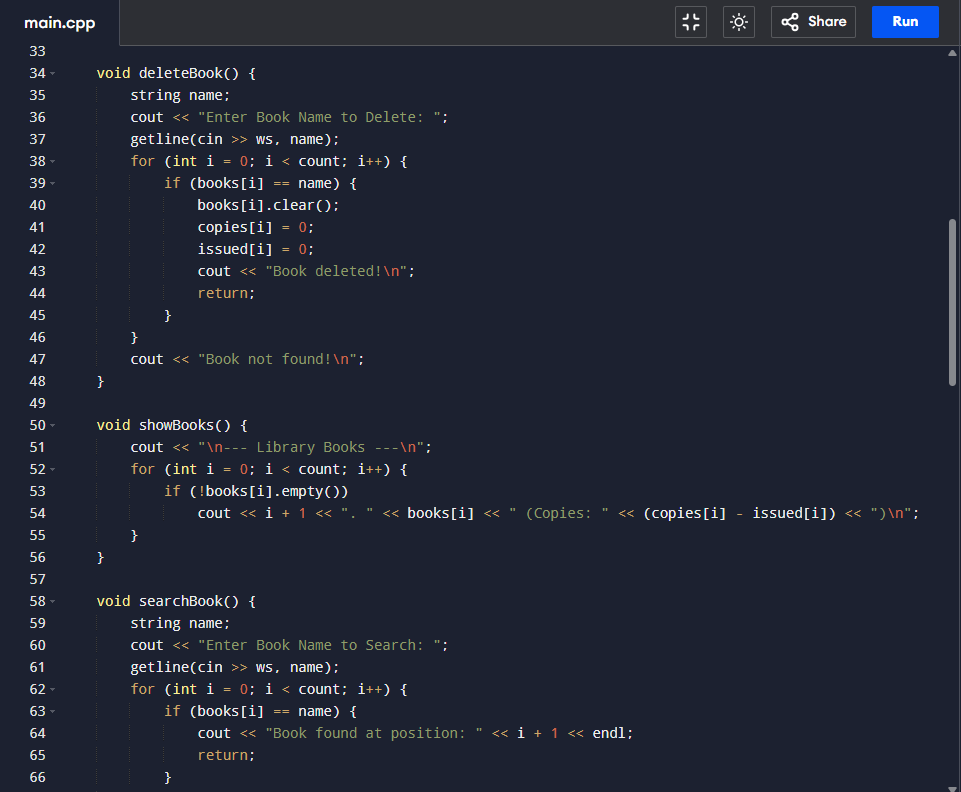 main.cpp
Share
Run
33
34 void deleteBook() {
35 string name;
36 cout << "Enter Book Name to Delete: ";
37 getline(cin >> ws, name);
38 for (int i = 0; i < count; i++) {
39 if (books[i] == name) {
40 books[i].clear();
41 copies[i] = 0;
42 issued[i] = 0;
43 cout << "Book deleted!\n";
44 return;
45 }
46 }
47 cout << "Book not found!\n";
48 }
49
50 void showBooks() {
51 cout << "\n--- Library Books ---\n";
52 for (int i = 0; i < count; i++) {
53 if (!books[i].empty())
54 cout << i + 1 << ". " << books[i] << " (Copies: " << (copies[i] - issued[i]) << ")\n";
55 }
56 }
57
58 void searchBook() {
59 string name;
60 cout << "Enter Book Name to Search: ";
61 getline(cin >> ws, name);
62 for (int i = 0; i < count; i++) {
63 if (books[i] == name) {
64 cout << "Book found at position: " << i + 1 << endl;
65 return;
66 }